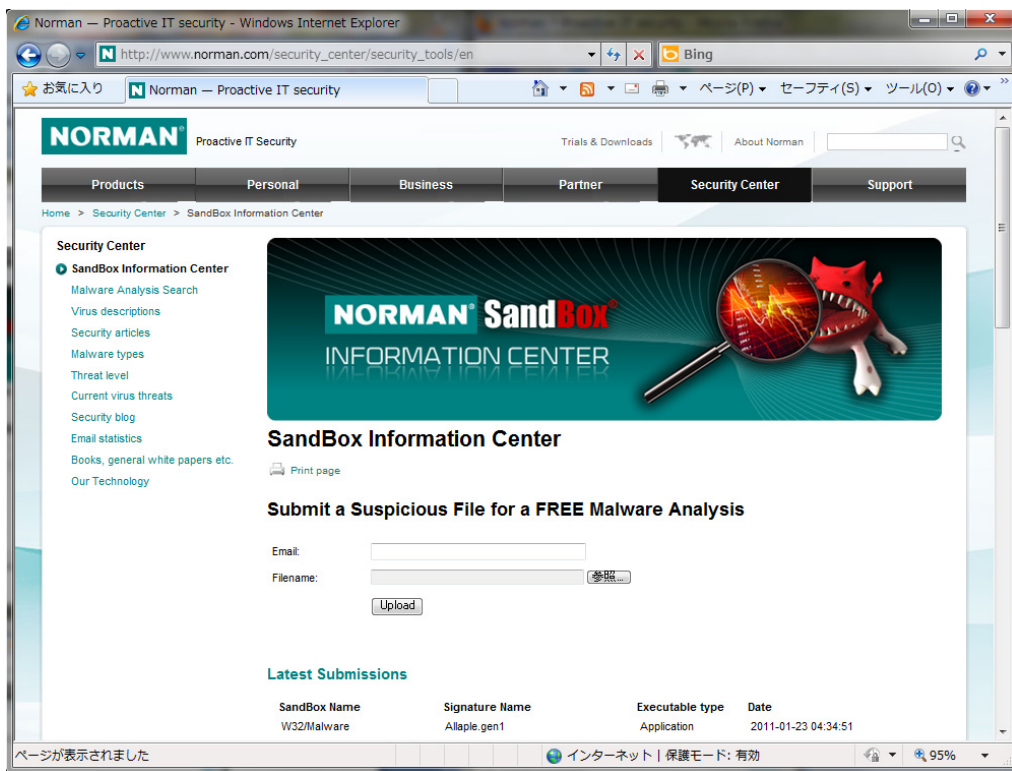 Norman — Proactive IT security - Windows Internet Explorer
http://www.norman.com/security_center/security_tools/en
Bing
お気に入り
Norman — Proactive IT security
ページ(P)
セーフティ(S)
ツール(O)
NORMAN® Proactive IT Security
Trials & Downloads
About Norman
Products
Personal
Business
Partner
Security Center
Support
Home > Security Center > SandBox Information Center
Security Center
SandBox Information Center
Malware Analysis Search
Virus descriptions
Security articles
Malware types
Threat level
Current virus threats
Security blog
Email statistics
Books, general white papers etc.
Our Technology
NORMAN® SandBox®
INFORMATION CENTER
SandBox Information Center
Print page
Submit a Suspicious File for a FREE Malware Analysis
Email:
Filename:
参照...
Upload
Latest Submissions
SandBox Name Signature Name Executable type Date
W32/Malware Allaple.gen1 Application 2011-01-23 04:34:51
ページが表示されました
インターネット | 保護モード: 有効
95%